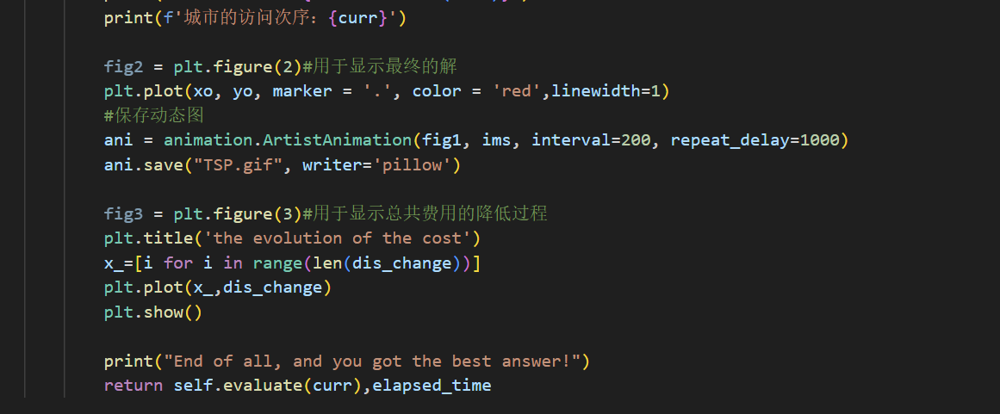 print(f'城市的访问次序：{curr}')
fig2 = plt.figure(2)#用于显示最终的解
plt.plot(xo, yo, marker = '.', color = 'red',linewidth=1)
#保存动态图
ani = animation.ArtistAnimation(fig1, ims, interval=200, repeat_delay=1000)
ani.save("TSP.gif", writer='pillow')
fig3 = plt.figure(3)#用于显示总共费用的降低过程
plt.title('the evolution of the cost')
x_=[i for i in range(len(dis_change))]
plt.plot(x_,dis_change)
plt.show()
print("End of all, and you got the best answer!")
return self.evaluate(curr),elapsed_time